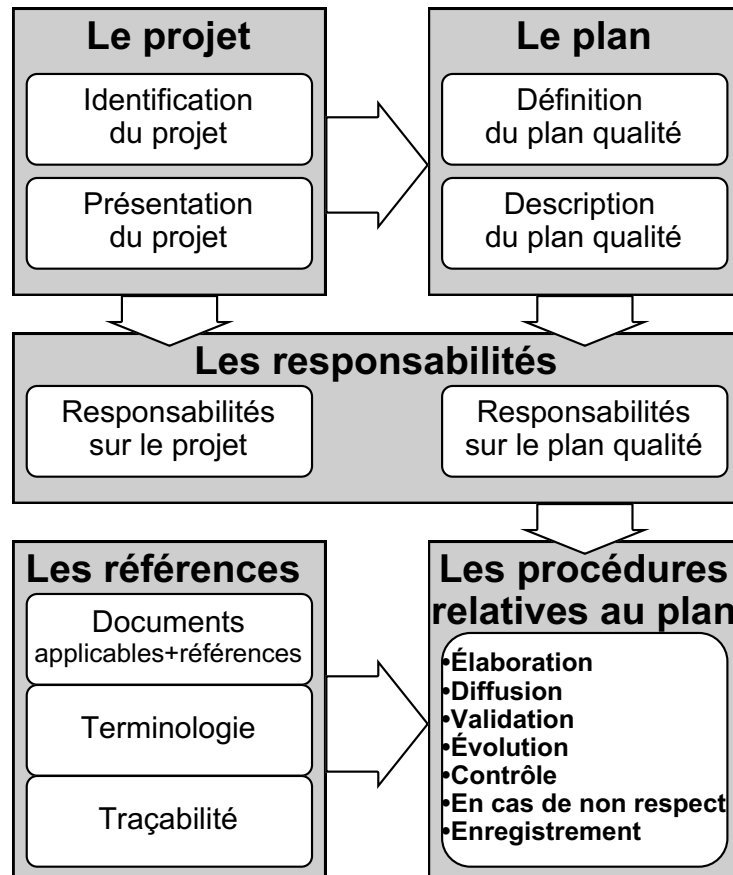 Le projet
Identification
du projet
Présentation
du projet
Le plan
Définition
du plan qualité
Description
du plan qualité
Les responsabilités
Responsabilités
sur le projet
Responsabilités
sur le plan qualité
Les références
Documents
applicables+références
Terminologie
Traçabilité
Les procédures
relatives au plan
•Élaboration
•Diffusion
•Validation
•Évolution
•Contrôle
•En cas de non respect
•Enregistrement